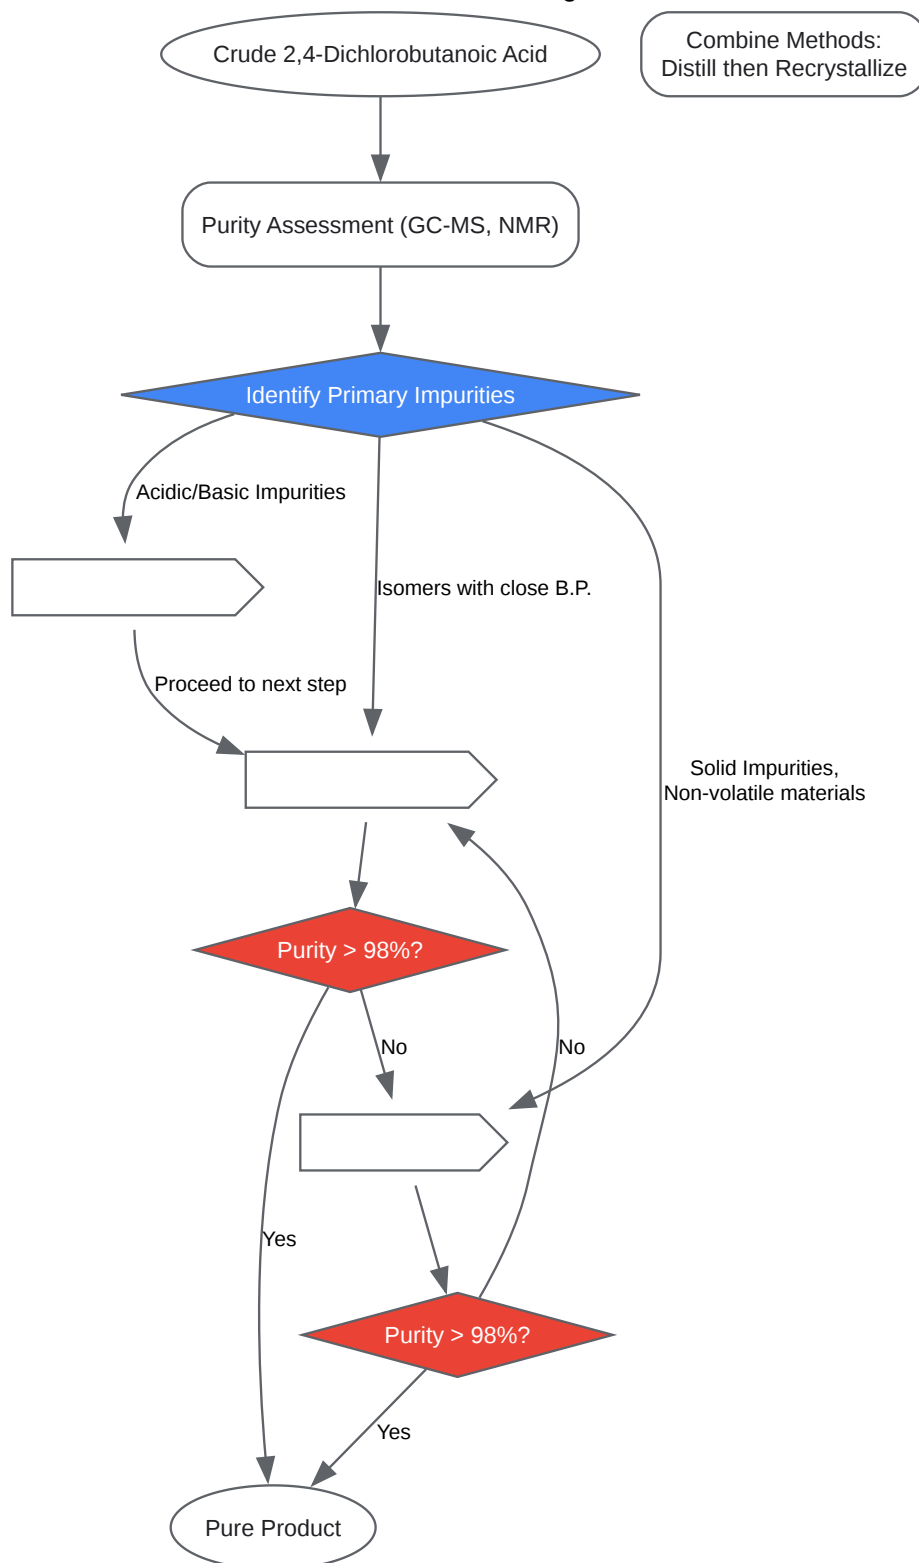 Crude 2,4-Dichlorobutanoic Acid
Combine Methods:
Distill then Recrystallize
Purity Assessment (GC-MS, NMR)
Identify Primary Impurities
Acidic/Basic Impurities
Isomers with close B.P.
Proceed to next step
Solid Impurities,
Non-volatile materials
Purity > 98%?
No
No
Yes
Purity > 98%?
Yes
Pure Product